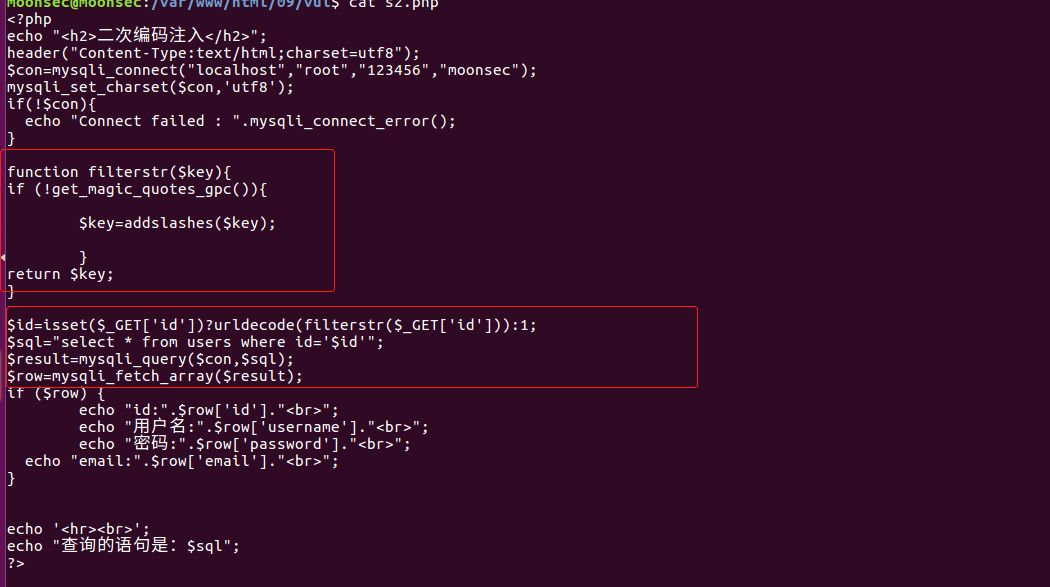 moonsec@moonsec:/var/www/html/09/vul$ cat s2.php
<?php
echo "<h2>二次编码注入</h2>";
header("Content-Type:text/html;charset=utf8");
$con=mysqli_connect("localhost","root","123456","moonsec");
mysqli_set_charset($con,'utf8');
if(!$con){
  echo "Connect failed : ".mysqli_connect_error();
}

function filterstr($key){
if (!get_magic_quotes_gpc()){

        $key=addslashes($key);

        }
return $key;
}

$id=isset($_GET['id'])?urldecode(filterstr($_GET['id'])):1;
$sql="select * from users where id='$id'";
$result=mysqli_query($con,$sql);
$row=mysqli_fetch_array($result);
if ($row) {
        echo "id:".$row['id']."<br>";
        echo "用户名:".$row['username']."<br>";
        echo "密码:".$row['password']."<br>";
  echo "email:".$row['email']."<br>";
}


echo '<hr><br>';
echo "查询的语句是：$sql";
?>